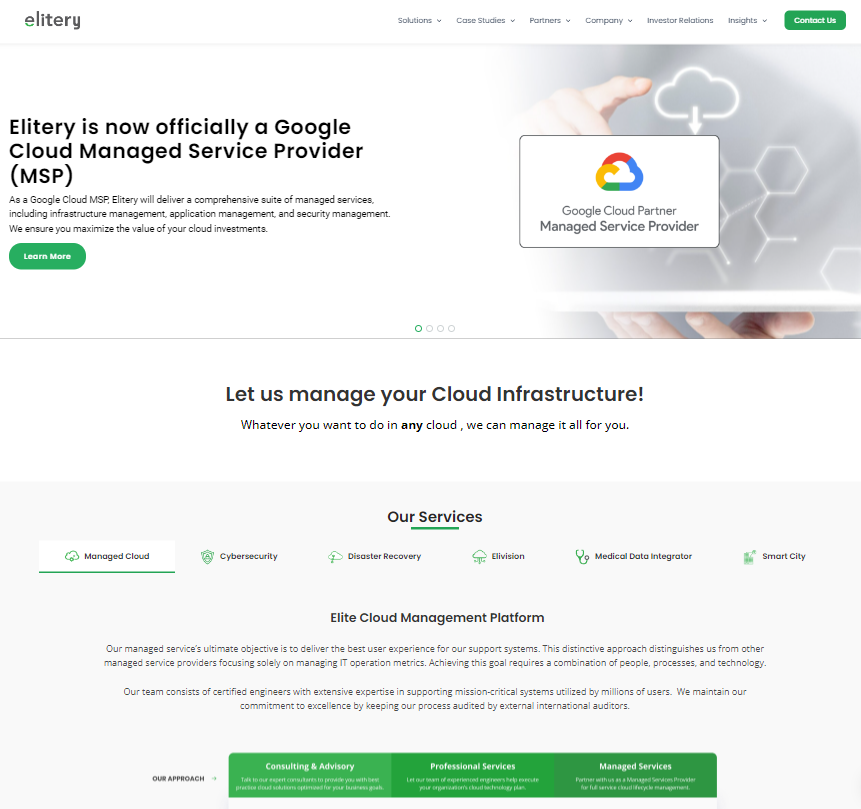 elitery
Solutions Case Studies Partners Company Investor Relations Insights Contact Us
Elitery is now officially a Google
Cloud Managed Service Provider
(MSP)
As a Google Cloud MSP, Elitery will deliver a comprehensive suite of managed services,
including infrastructure management, application management, and security management.
We ensure you maximize the value of your cloud investments.
Learn More
Google Cloud Partner
Managed Service Provider
Let us manage your Cloud Infrastructure!
Whatever you want to do in any cloud , we can manage it all for you.
Our Services
Managed Cloud Cybersecurity Disaster Recovery Elivision Medical Data Integrator Smart City
Elite Cloud Management Platform
Our managed service's ultimate objective is to deliver the best user experience for our support systems. This distinctive approach distinguishes us from other
managed service providers focusing solely on managing IT operation metrics. Achieving this goal requires a combination of people, processes, and technology.
Our team consists of certified engineers with extensive expertise in supporting mission-critical systems utilized by millions of users. We maintain our
commitment to excellence by keeping our process audited by external international auditors.
OUR APPROACH
Consulting & Advisory
Talk to our expert consultants to provide you with best
practice cloud solutions optimized for your business goals.
Professional Services
Let our team of experienced engineers help execute
your organization's cloud technology plan.
Managed Services
Partner with us as a Managed Services Provider
for full service cloud lifecycle management.